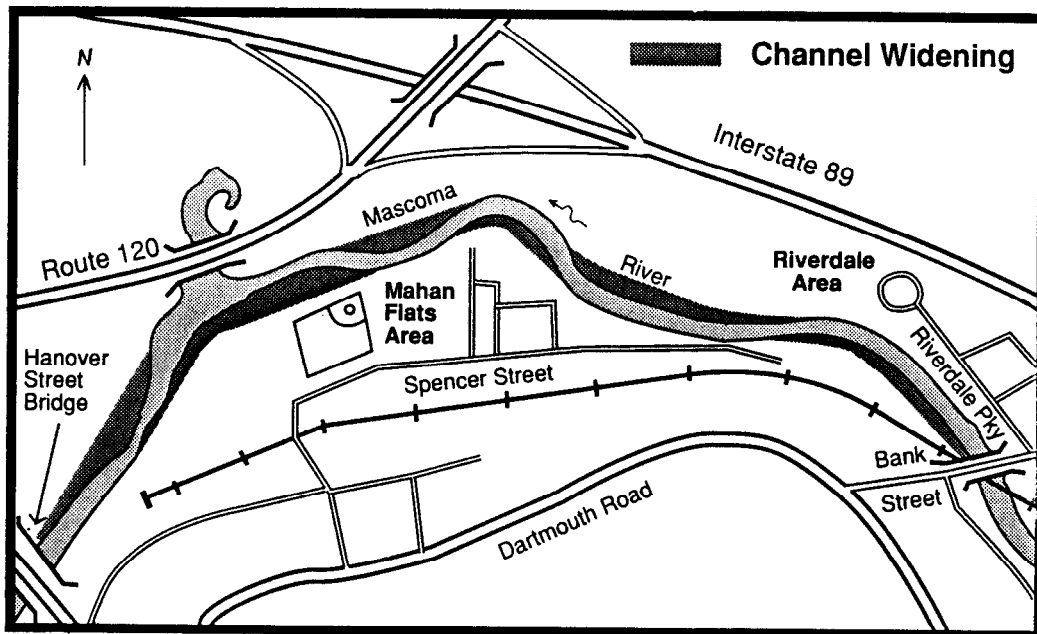 N
Channel Widening
Interstate 89
Mascoma
Route 120
River
Riverdale
Area
Mahan
Flats
Area
Riverdale Pky
Hanover
Street
Bridge
Spencer Street
Bank
Street
Dartmouth Road